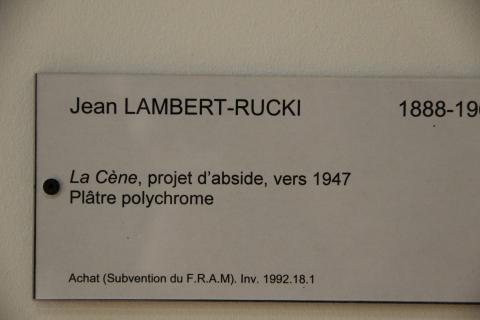 Jean LAMBERT-RUCKI 1888-19
La Cène, projet d'abside, vers 1947
Plâtre polychrome
Achat (Subvention du F.R.A.M). Inv. 1992.18.1